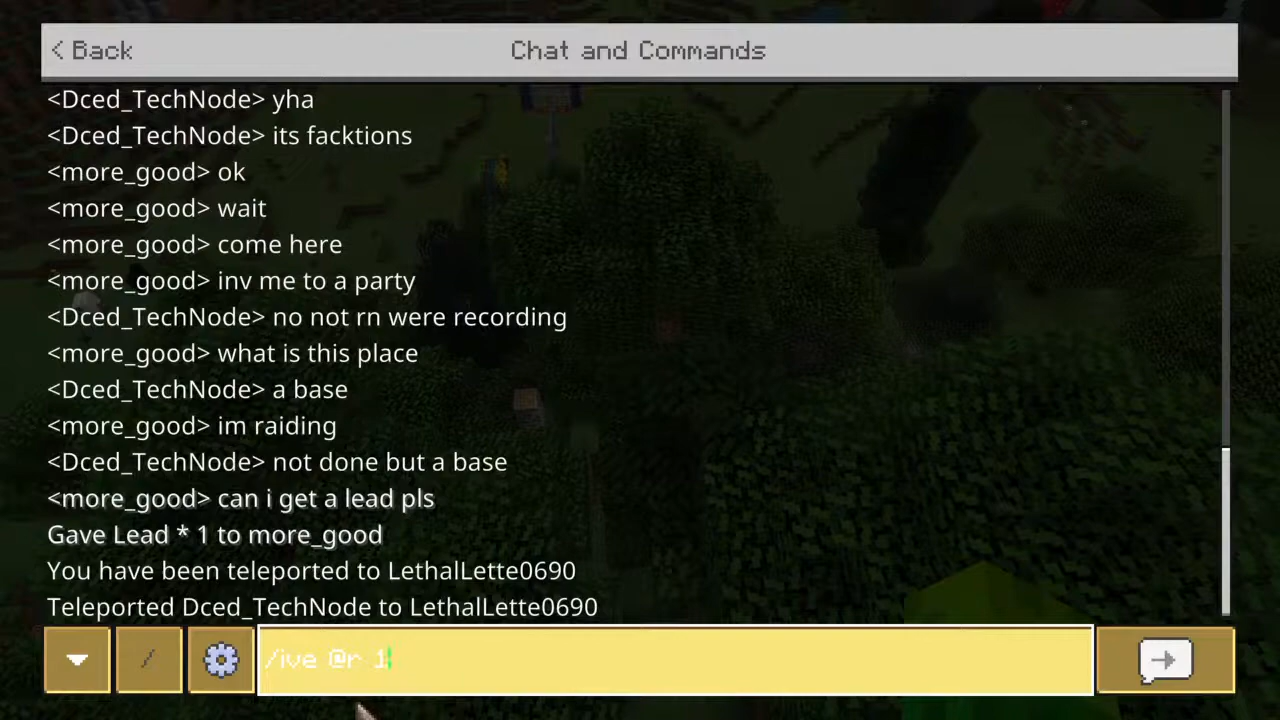 < Back
Chat and Commands
<Dced_TechNode> yha
<Dced_TechNode> its facktions
<more_good> ok
<more_good> wait
<more_good> come here
<more_good> inv me to a party
<Dced_TechNode> no not rn were recording
<more_good> what is this place
<Dced_TechNode> a base
<more_good> im raiding
<Dced_TechNode> not done but a base
<more_good> can i get a lead pls
Gave Lead * 1 to more_good
You have been teleported to LethalLette0690
Teleported Dced_TechNode to LethalLette0690
/
/ive @r 1